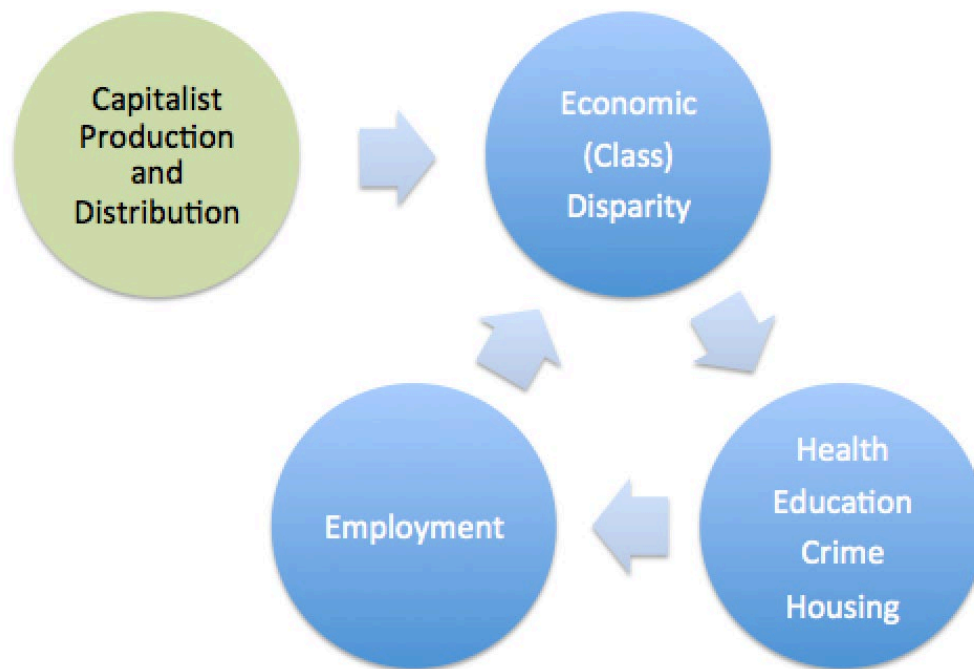 Capitalist
Production
and
Distribution
Economic
(Class)
Disparity
Employment
Health
Education
Crime
Housing